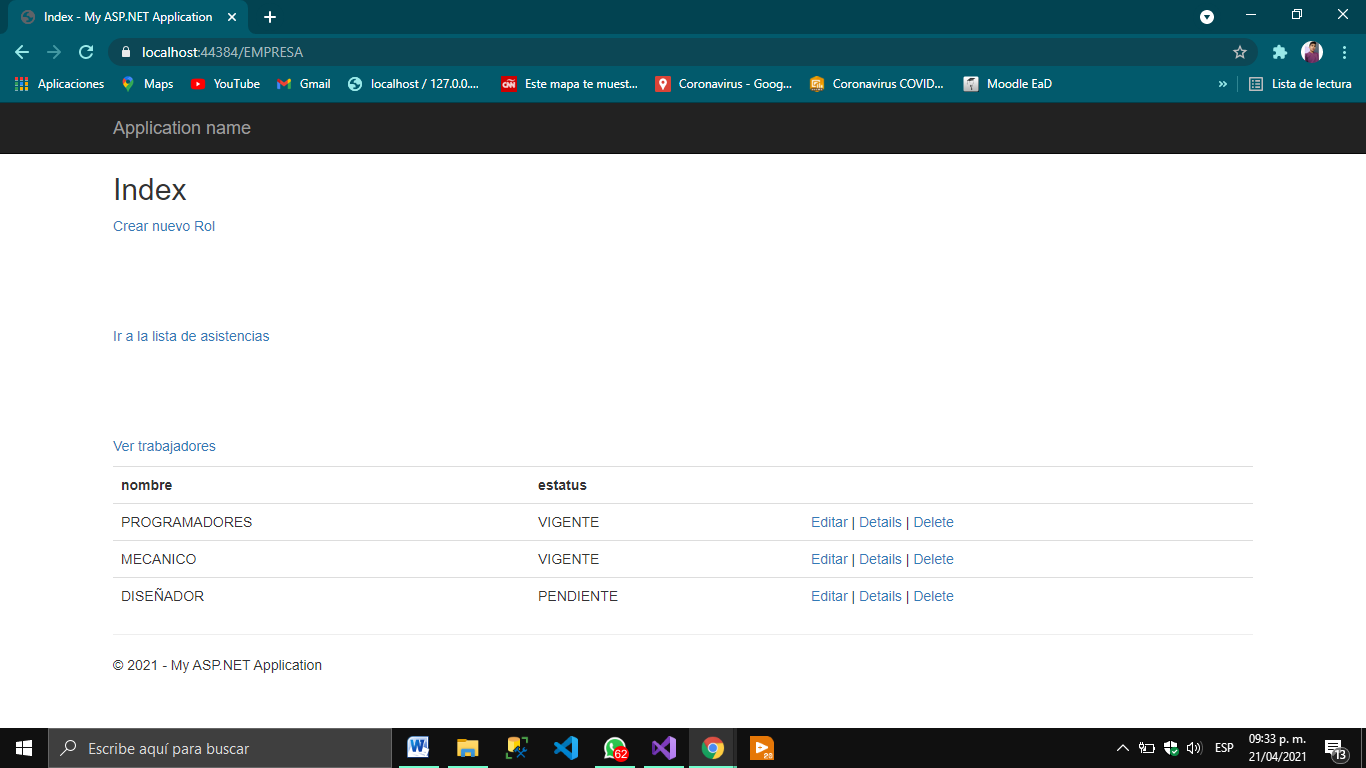 Index - My ASP.NET Application
localhost:44384/EMPRESA
Aplicaciones Maps YouTube Gmail localhost / 127.0.0.... CNN Este mapa te muest... Coronavirus - Goog... Coronavirus COVID... Moodle EaD » Lista de lectura
Application name
Index
Crear nuevo Rol
Ir a la lista de asistencias
Ver trabajadores
nombre estatus
PROGRAMADORES VIGENTE Editar | Details | Delete
MECANICO VIGENTE Editar | Details | Delete
DISEÑADOR PENDIENTE Editar | Details | Delete
© 2021 - My ASP.NET Application
Escribe aquí para buscar
62
ESP
09:33 p. m.
21/04/2021
13